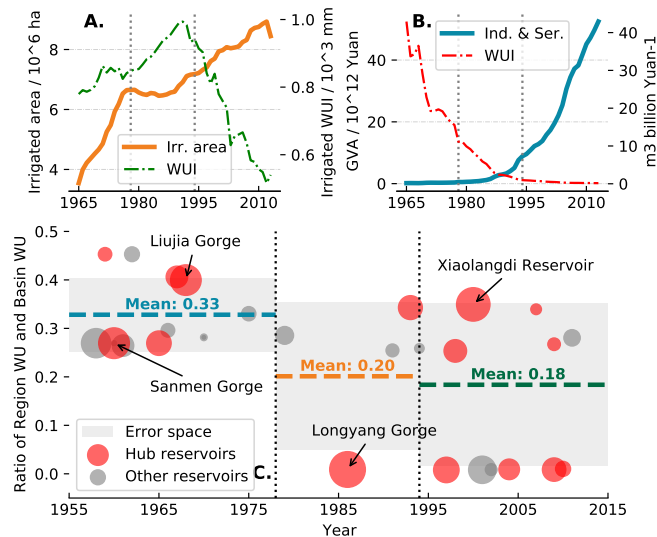 A.
Irrigated area / 10^6 ha
8
6
4
Irr. area
WUI
1965 1980 1995 2010
1.0
0.8
0.6
Irrigated WUI / 10^3 mm
B.
GVA / 10^12 Yuan
40
20
0
Ind. & Ser.
WUI
1965 1980 1995 2010
40
30
20
10
0
m3 billion Yuan-1
Ratio of Region WU and Basin WU
0.5
0.4
0.3
0.2
0.1
0.0
Liujia Gorge
Mean: 0.33
Sanmen Gorge
Xiaolangdi Reservoir
Mean: 0.20
Mean: 0.18
Longyang Gorge
Error space
Hub reservoirs
Other reservoirs
C.
1955 1965 1975 1985 1995 2005 2015
Year